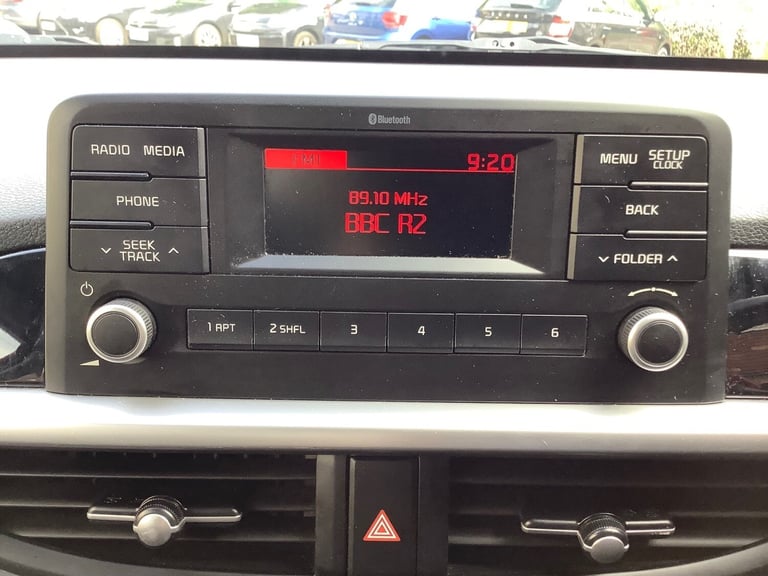 Bluetooth
RADIO MEDIA
PHONE
SEEK
TRACK
FM1 9:20
89.10 MHz
BBC R2
MENU SETUP
CLOCK
BACK
FOLDER
1 APT 2 SHFL 3 4 5 6